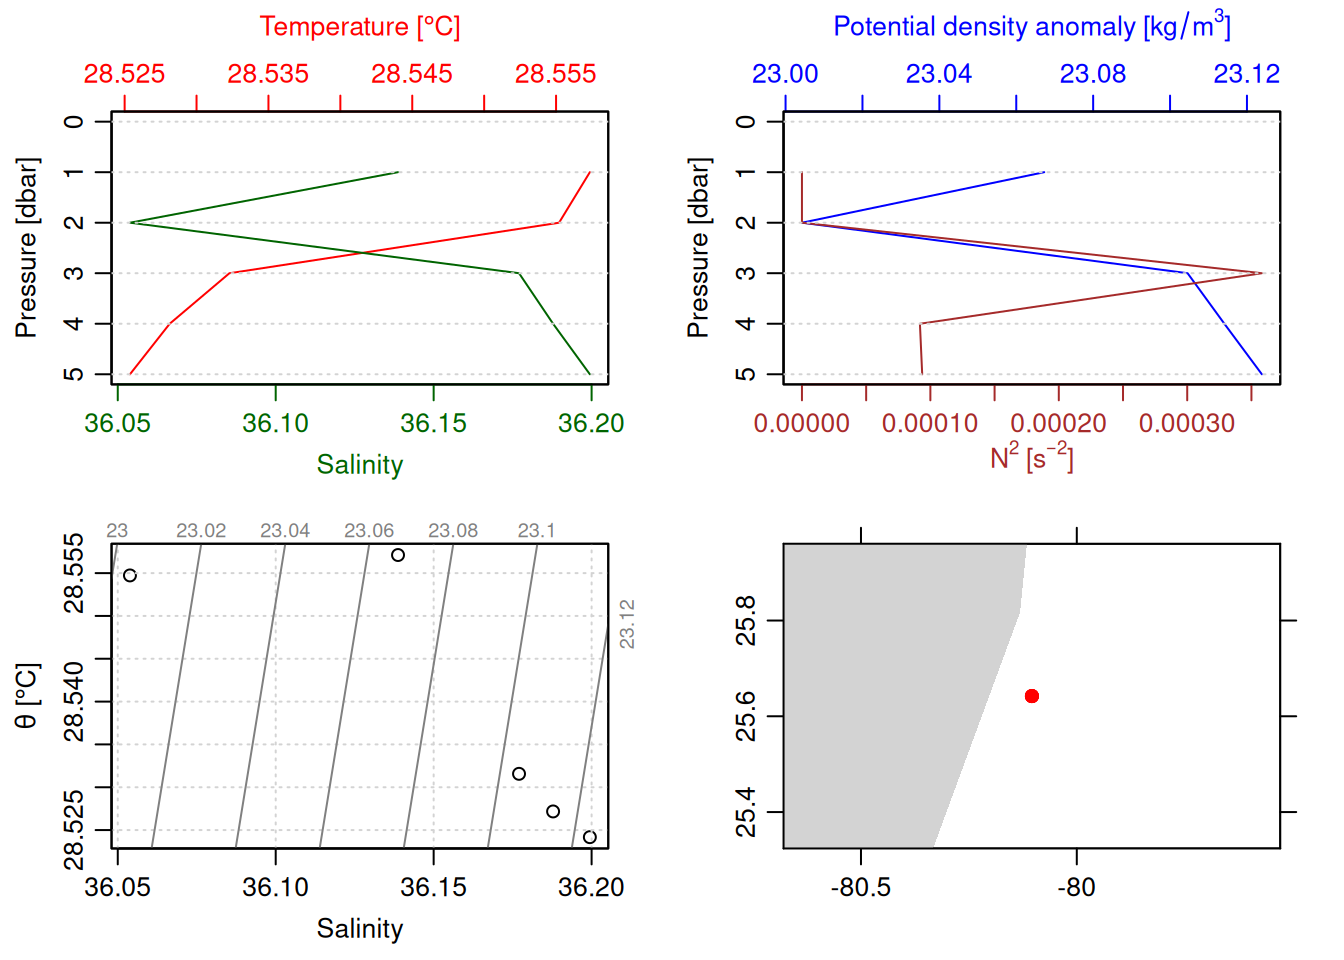 Temperature [°C]
28.525 28.535 28.545 28.555
0
1
2
3
4
5
Pressure [dbar]
36.05 36.10 36.15 36.20
Salinity
Potential density anomaly [kg/m³]
23.00 23.04 23.08 23.12
0
1
2
3
4
5
Pressure [dbar]
0.00000 0.00010 0.00020 0.00030
N² [s⁻²]
23 23.02 23.04 23.06 23.08 23.1
23.12
28.555
28.540
28.525
θ [°C]
36.05 36.10 36.15 36.20
Salinity
25.8
25.6
25.4
-80.5 -80